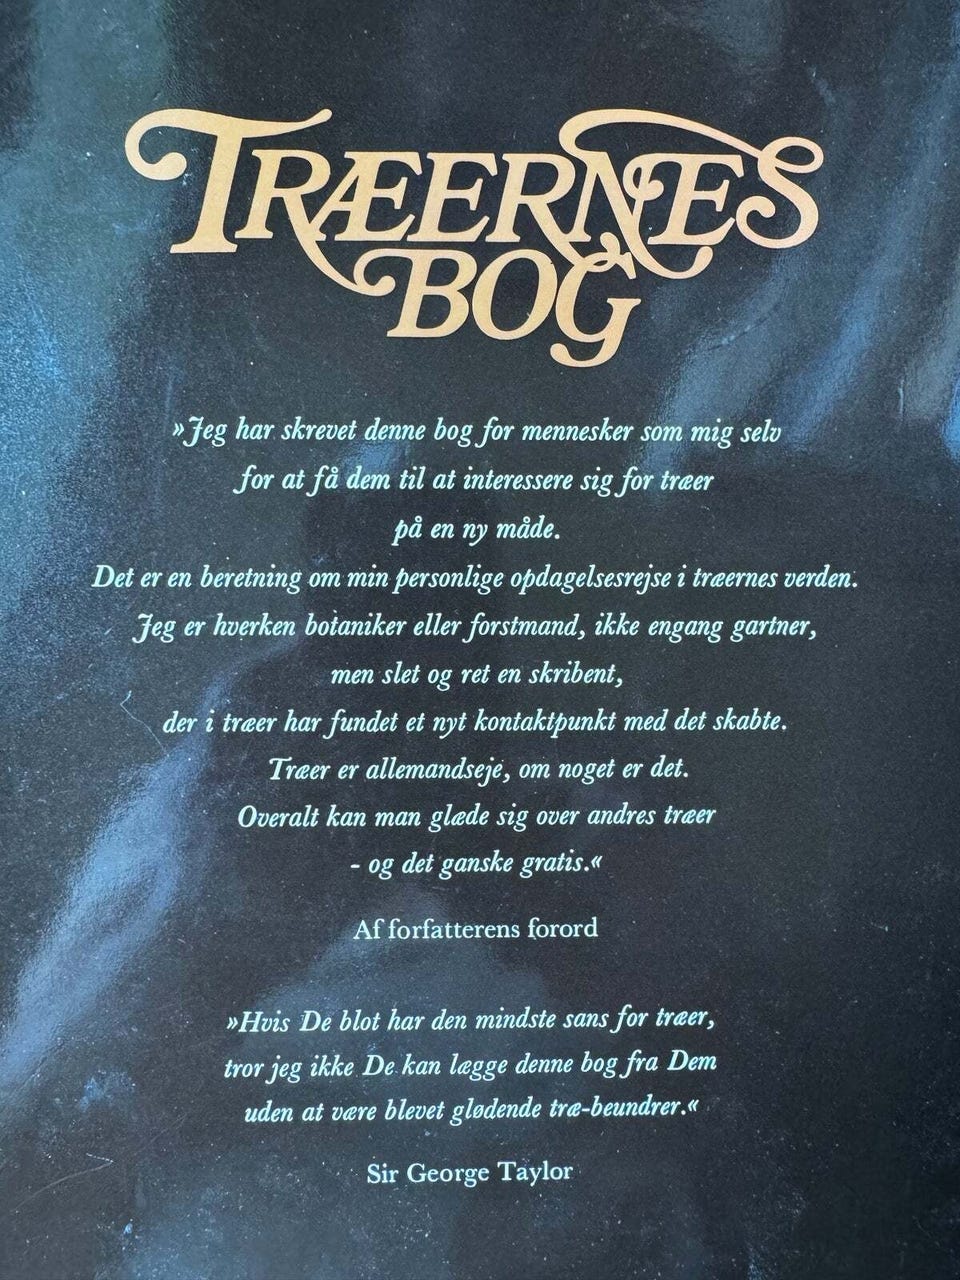 TRÆERNES
BOG
»Jeg har skrevet denne bog for mennesker som mig selv
for at få dem til at interessere sig for træer
på en ny måde.
Det er en beretning om min personlige opdagelsesrejse i træernes verden.
Jeg er hverken botaniker eller forstmand, ikke engang gartner,
men slet og ret en skribent,
der i træer har fundet et nyt kontaktpunkt med det skabte.
Træer er allemandseje, om noget er det.
Overalt kan man glæde sig over andres træer
- og det ganske gratis.«
Af forfatterens forord
»Hvis De blot har den mindste sans for træer,
tror jeg ikke De kan lægge denne bog fra Dem
uden at være blevet glødende træ-beundrer.«
Sir George Taylor